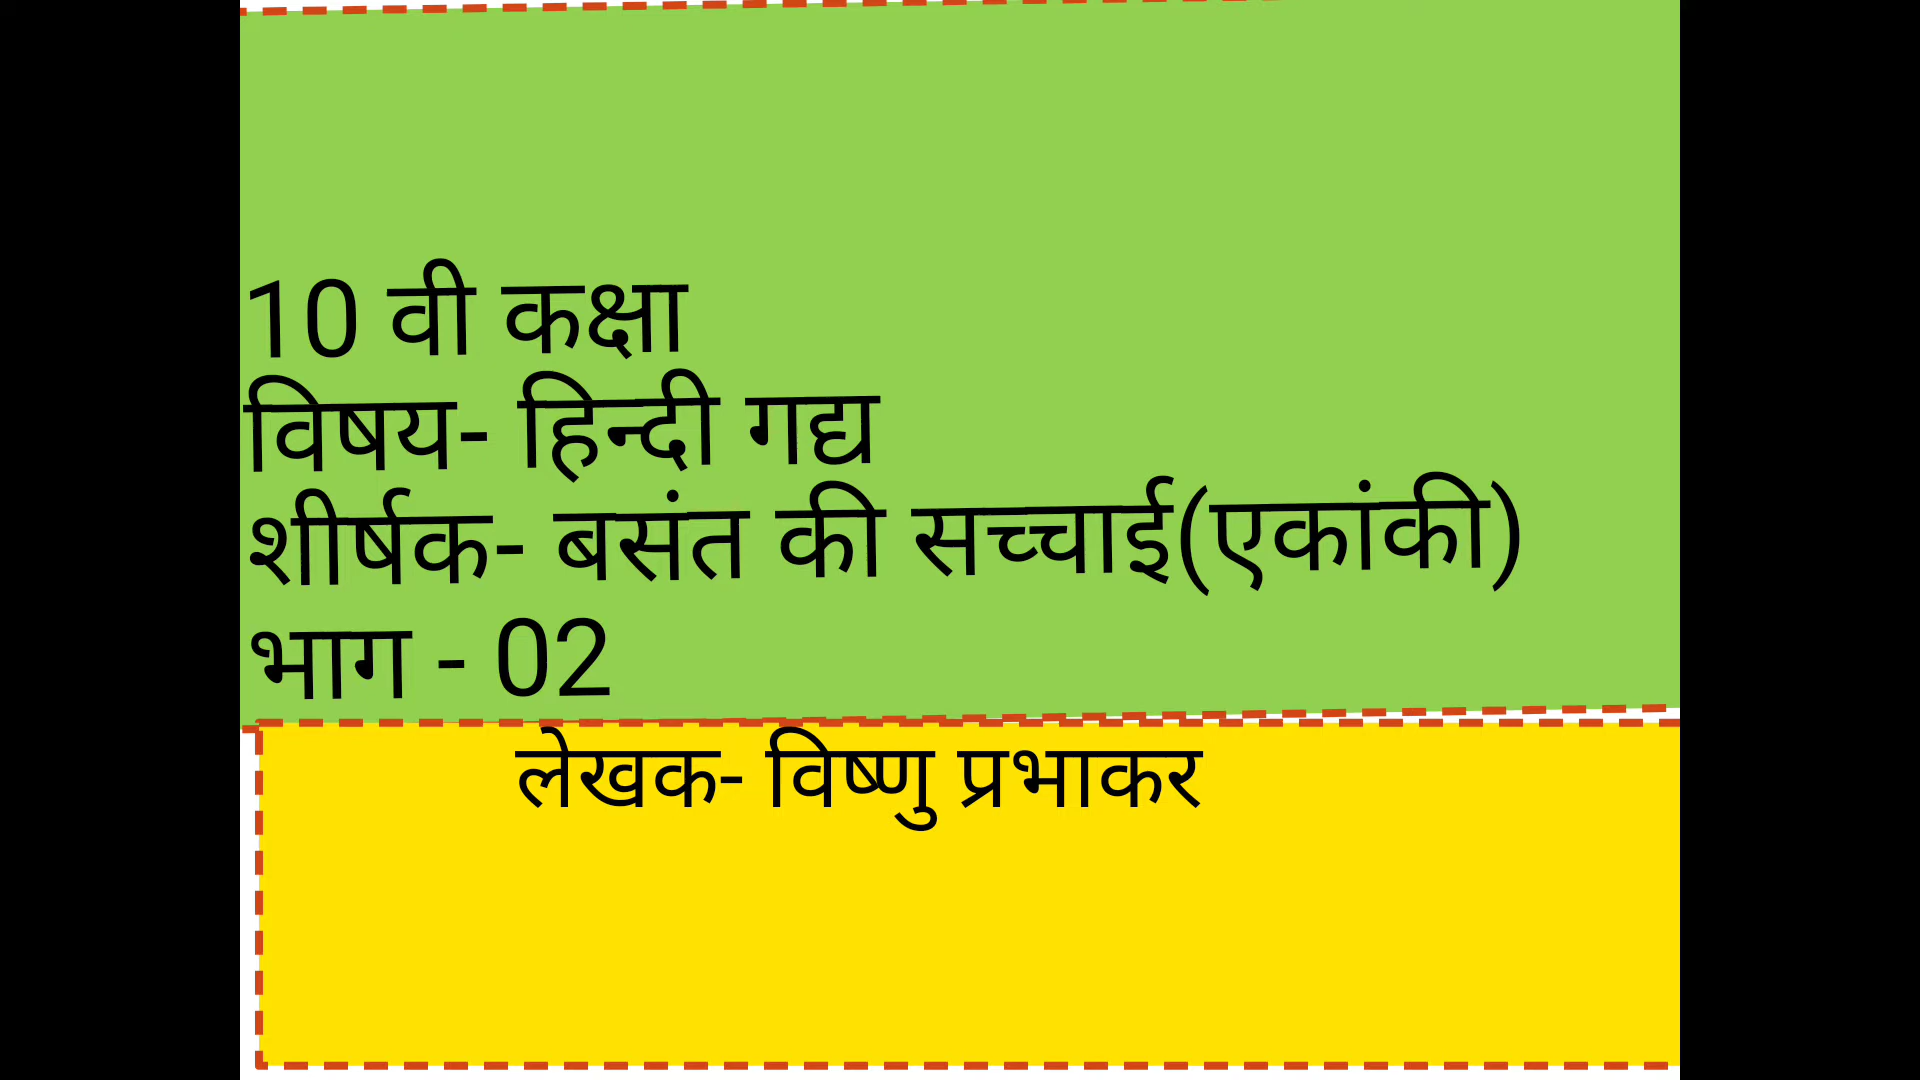 10 वी कक्षा
विषय- हिन्दी गद्य
शीर्षक- बसंत की सच्चाई(एकांकी)
भाग - 02
लेखक- विष्णु प्रभाकर